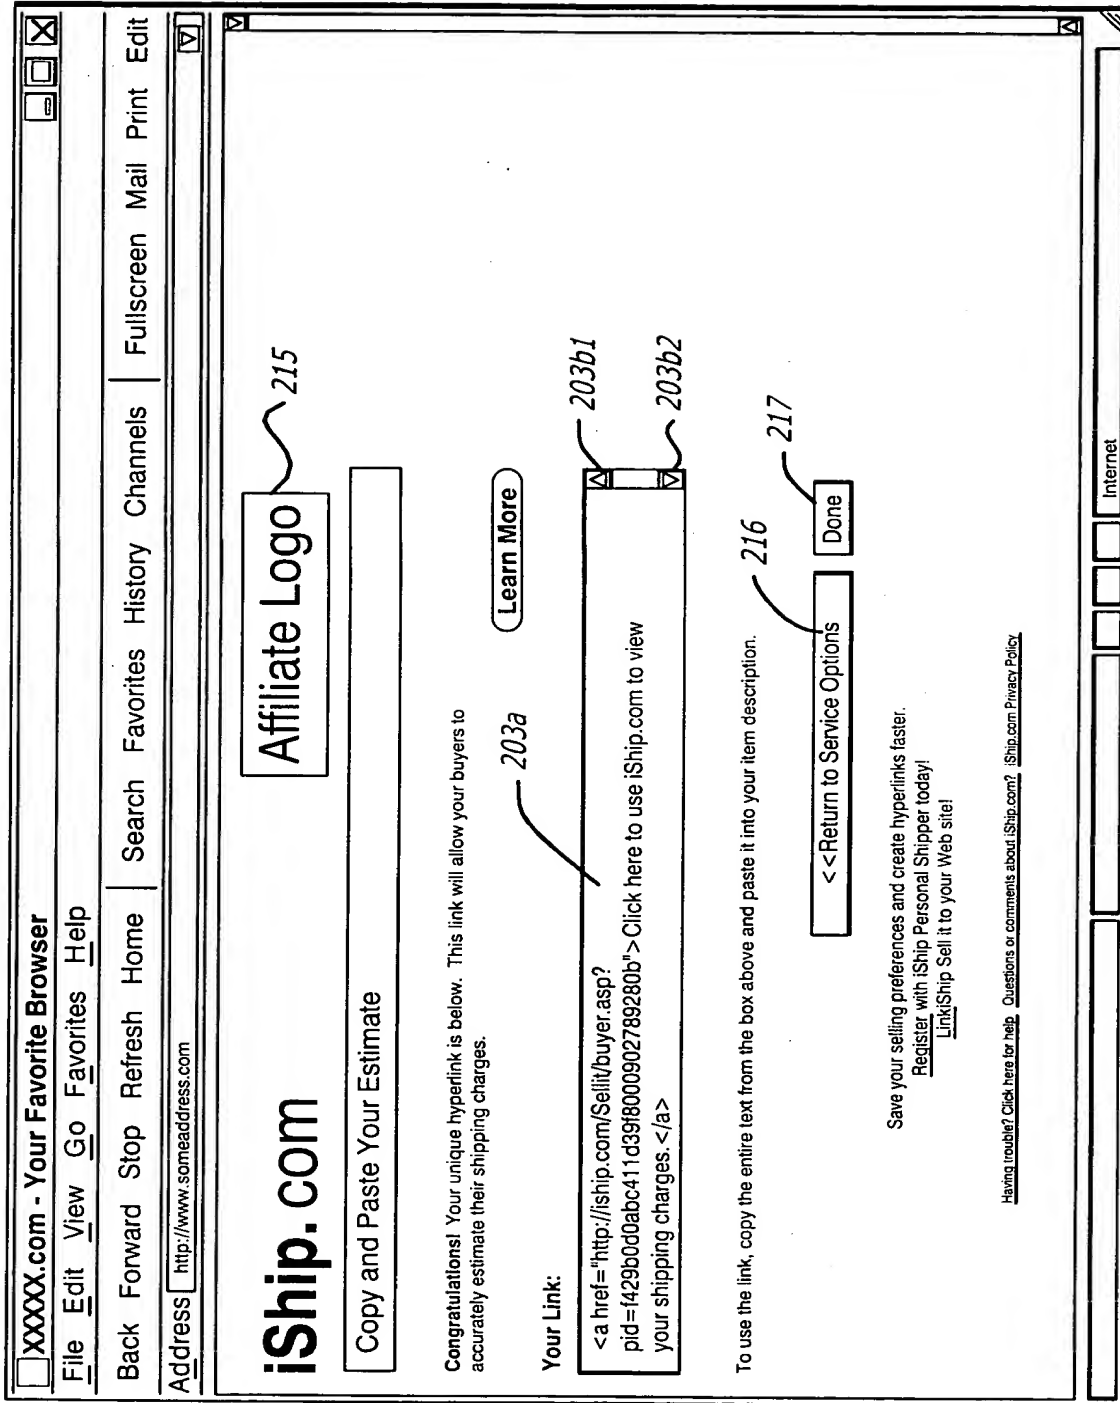 XXXXX.com - Your Favorite Browser
File Edit View Go Favorites Help
Back Forward Stop Refresh Home Search Favorites History Channels Fullscreen Mail Print Edit
Address http://www.someaddress.com
iShip.com Affiliate Logo 215
Copy and Paste Your Estimate
Congratulations! Your unique hyperlink is below. This link will allow your buyers to
accurately estimate their shipping charges.
Learn More
203a
Your Link:
<a href="http://iship.com/Sellit/buyer.asp?
pid=f429b0d0abc411d39f8000902789280b">Click here to use iShip.com to view
your shipping charges.</a>
203b1
203b2
To use the link, copy the entire text from the box above and paste it into your item description.
216
217
<<Return to Service Options Done
Save your selling preferences and create hyperlinks faster.
Register with iShip Personal Shipper today!
LinkiShip Sell it to your Web site!
Having trouble? Click here for help Questions or comments about iShip.com? iShip.com Privacy Policy
Internet